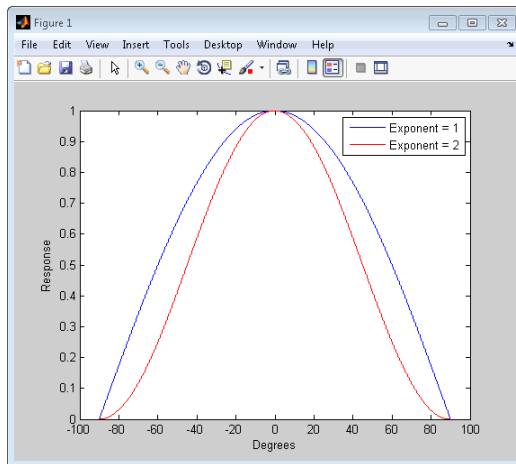 Figure 1
File Edit View Insert Tools Desktop Window Help
1
0.9
0.8
0.7
0.6
0.5
0.4
0.3
0.2
0.1
0
Response
Exponent = 1
Exponent = 2
-100 -80 -60 -40 -20 0 20 40 60 80 100
Degrees